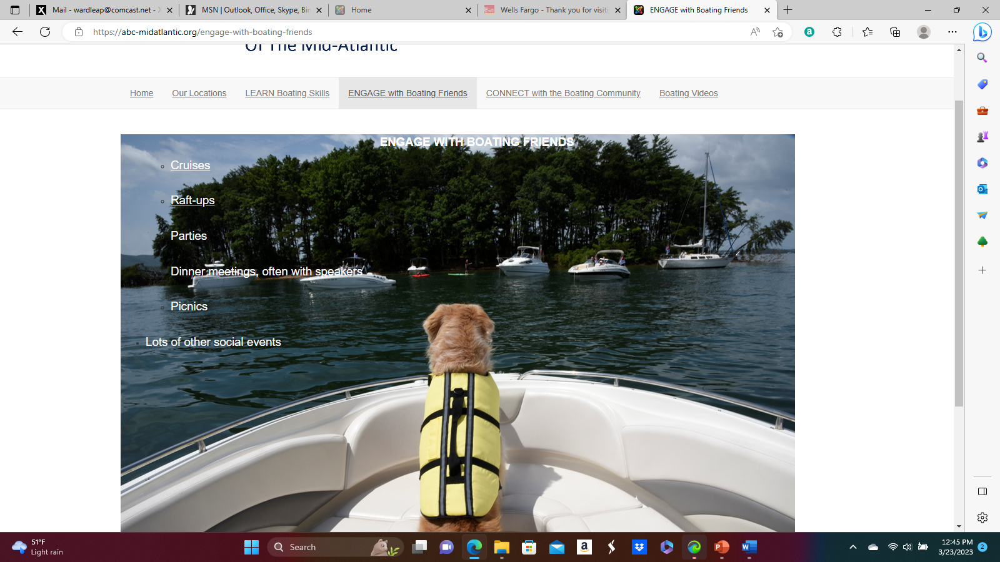 Mail - wardleap@comcast.net - X
MSN | Outlook, Office, Skype, Bin
Home
Wells Fargo - Thank you for visiti
ENGAGE with Boating Friends
https://abc-midatlantic.org/engage-with-boating-friends
Of The Mid-Atlantic
Home
Our Locations
LEARN Boating Skills
ENGAGE with Boating Friends
CONNECT with the Boating Community
Boating Videos
ENGAGE WITH BOATING FRIENDS
Cruises
Raft-ups
Parties
Dinner meetings, often with speakers
Picnics
Lots of other social events
51°F
Light rain
Search
12:45 PM
3/23/2023
2